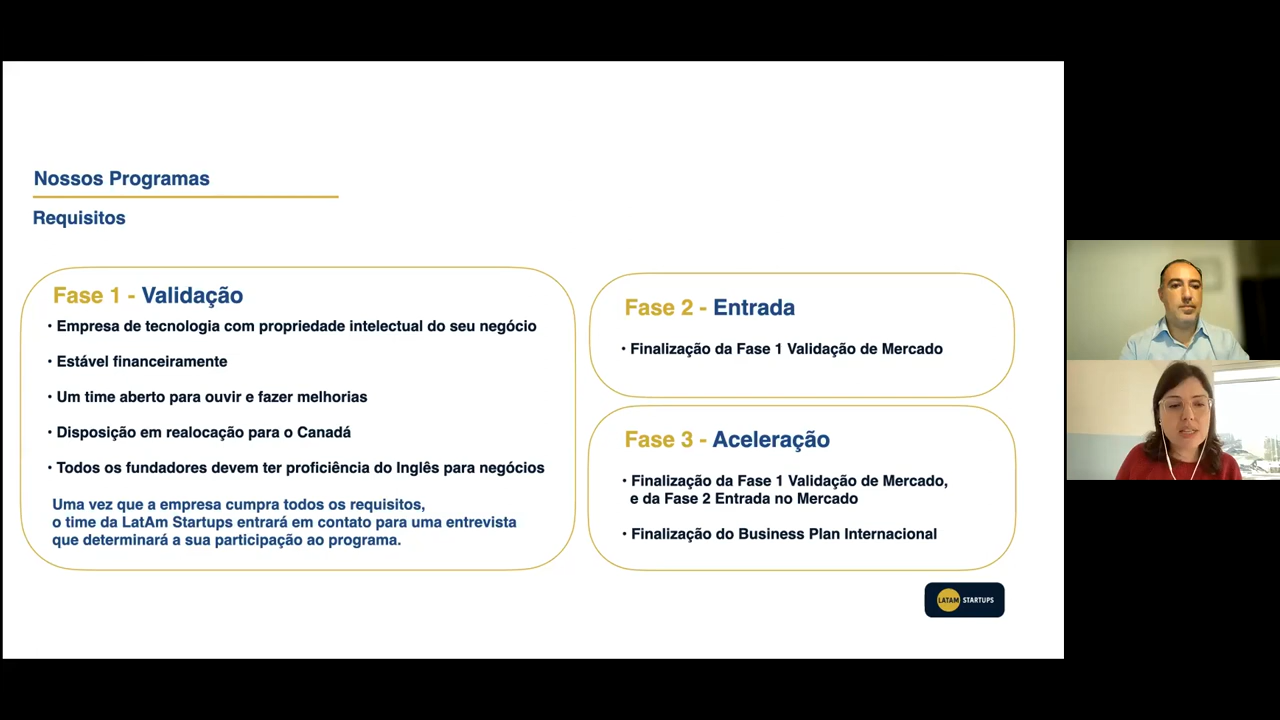 Nossos Programas
Requisitos
Fase 1 - Validação
• Empresa de tecnologia com propriedade intelectual do seu negócio
• Estável financeiramente
• Um time aberto para ouvir e fazer melhorias
• Disposição em realocação para o Canadá
• Todos os fundadores devem ter proficiência do Inglês para negócios
Uma vez que a empresa cumpra todos os requisitos,
o time da LatAm Startups entrará em contato para uma entrevista
que determinará a sua participação ao programa.
Fase 2 - Entrada
• Finalização da Fase 1 Validação de Mercado
Fase 3 - Aceleração
• Finalização da Fase 1 Validação de Mercado,
e da Fase 2 Entrada no Mercado
• Finalização do Business Plan Internacional
LATAM STARTUPS